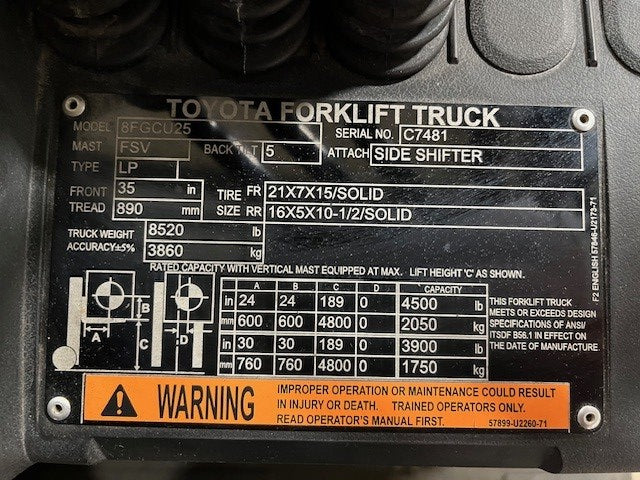 TOYOTA FORKLIFT TRUCK
MODEL 8FGCU25 SERIAL NO. C7481
MAST FSV BACK TILT 5 ATTACH SIDE SHIFTER
TYPE LP
FRONT 35 in TIRE FR 21X7X15/SOLID
TREAD 890 mm SIZE RR 16X5X10-1/2/SOLID
TRUCK WEIGHT 8520 lb
ACCURACY±5% 3860 kg
RATED CAPACITY WITH VERTICAL MAST EQUIPPED AT MAX. LIFT HEIGHT 'C' AS SHOWN.
A B C D CAPACITY
in 24 24 189 0 4500 lb
mm 600 600 4800 0 2050 kg
in 30 30 189 0 3900 lb
mm 760 760 4800 0 1750 kg
B
A
C
D
THIS FORKLIFT TRUCK
MEETS OR EXCEEDS DESIGN
SPECIFICATIONS OF ANSI/
ITSDF B56.1 IN EFFECT ON
THE DATE OF MANUFACTURE.
F2 ENGLISH 57846-U2173-71
WARNING
IMPROPER OPERATION OR MAINTENANCE COULD RESULT
IN INJURY OR DEATH. TRAINED OPERATORS ONLY.
READ OPERATOR'S MANUAL FIRST. 57899-U2260-71